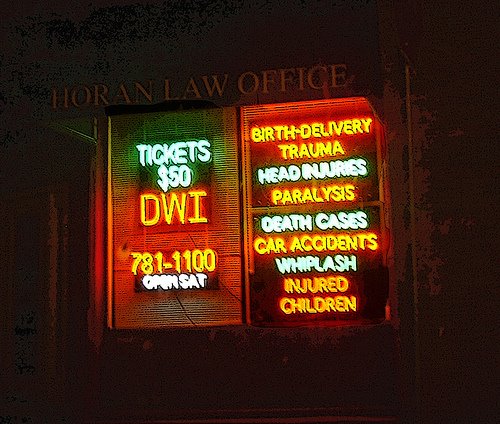 HORAN LAW OFFICE
TICKETS
$50
DWI
781-1100
OPEN SAT
BIRTH-DELIVERY
TRAUMA
HEAD INJURIES
PARALYSIS
DEATH CASES
CAR ACCIDENTS
WHIPLASH
INJURED
CHILDREN